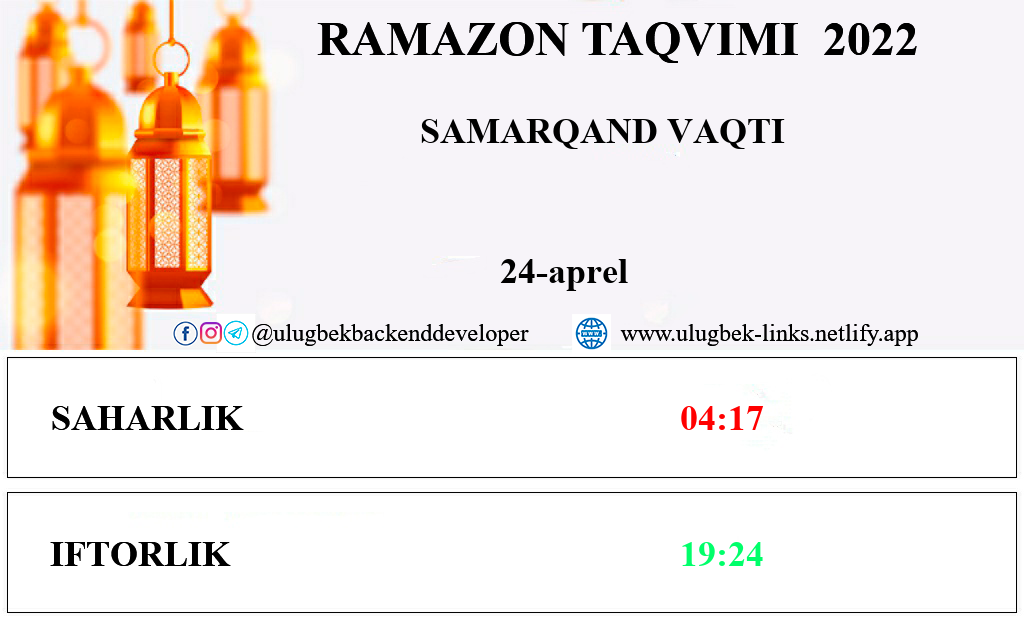 RAMAZON TAQVIMI 2022
SAMARQAND VAQTI
24-aprel
@ulugbekbackenddeveloper www.ulugbek-links.netlify.app
SAHARLIK 04:17
IFTORLIK 19:24